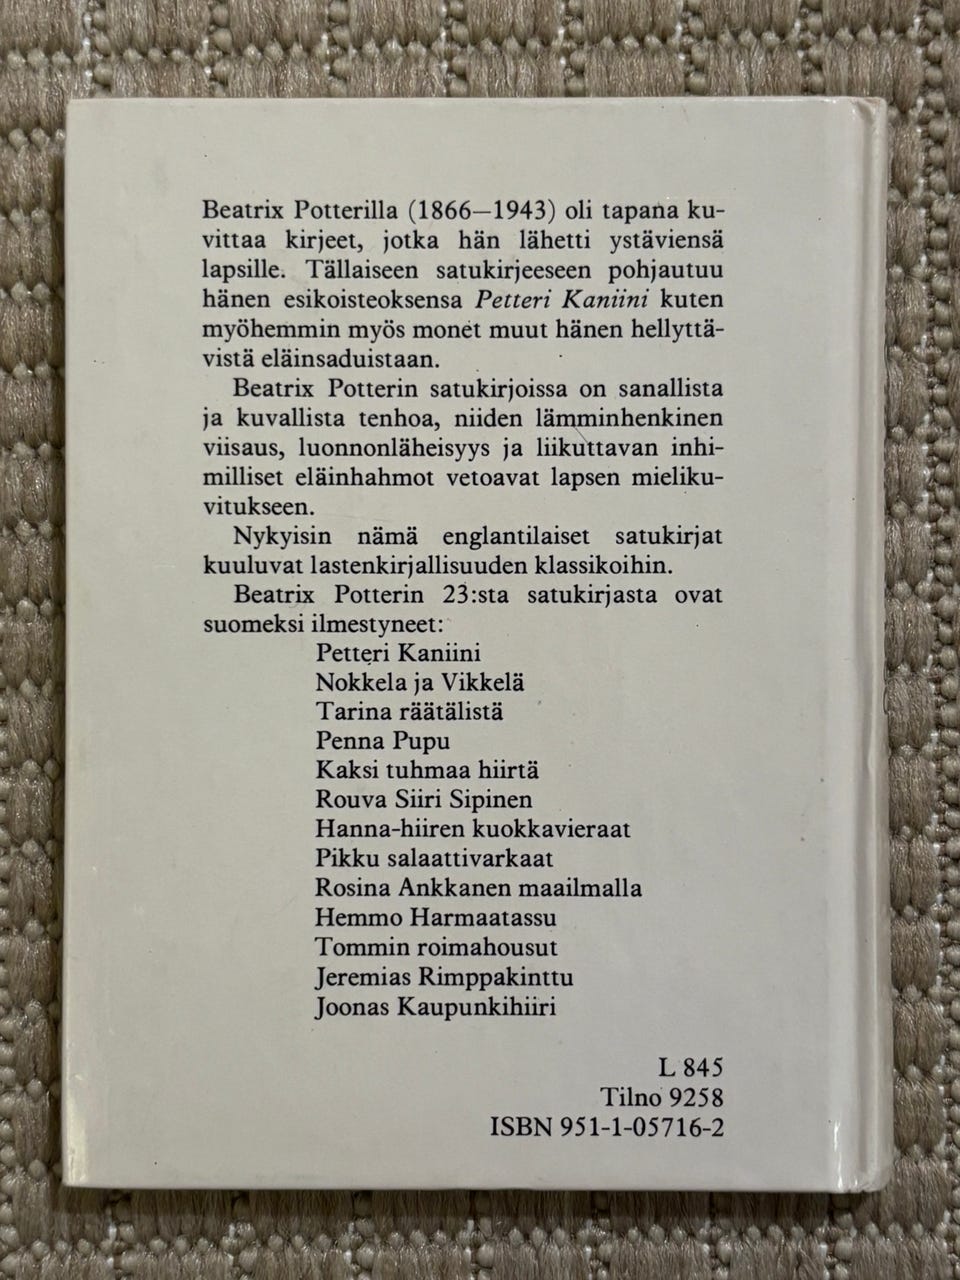 Beatrix Potterilla (1866—1943) oli tapana ku-
vittaa kirjeet, jotka hän lähetti ystäviensä
lapsille. Tällaiseen satukirjeeseen pohjautuu
hänen esikoisteoksensa Petteri Kaniini kuten
myöhemmin myös monet muut hänen hellyttä-
vistä eläinsaduistaan.
Beatrix Potterin satukirjoissa on sanallista
ja kuvallista tenhoa, niiden lämminhenkinen
viisaus, luonnonläheisyys ja liikuttavan inhi-
milliset eläinhahmot vetoavat lapsen mieliku-
vitukseen.
Nykyisin nämä englantilaiset satukirjat
kuuluvat lastenkirjallisuuden klassikoihin.
Beatrix Potterin 23:sta satukirjasta ovat
suomeksi ilmestyneet:
Petteri Kaniini
Nokkela ja Vikkelä
Tarina räätälistä
Penna Pupu
Kaksi tuhmaa hiirtä
Rouva Siiri Sipinen
Hanna-hiiren kuokkavieraat
Pikku salaattivarkaat
Rosina Ankkanen maailmalla
Hemmo Harmaatassu
Tommin roimahousut
Jeremias Rimppakinttu
Joonas Kaupunkihiiri
L 845
Tilno 9258
ISBN 951-1-05716-2